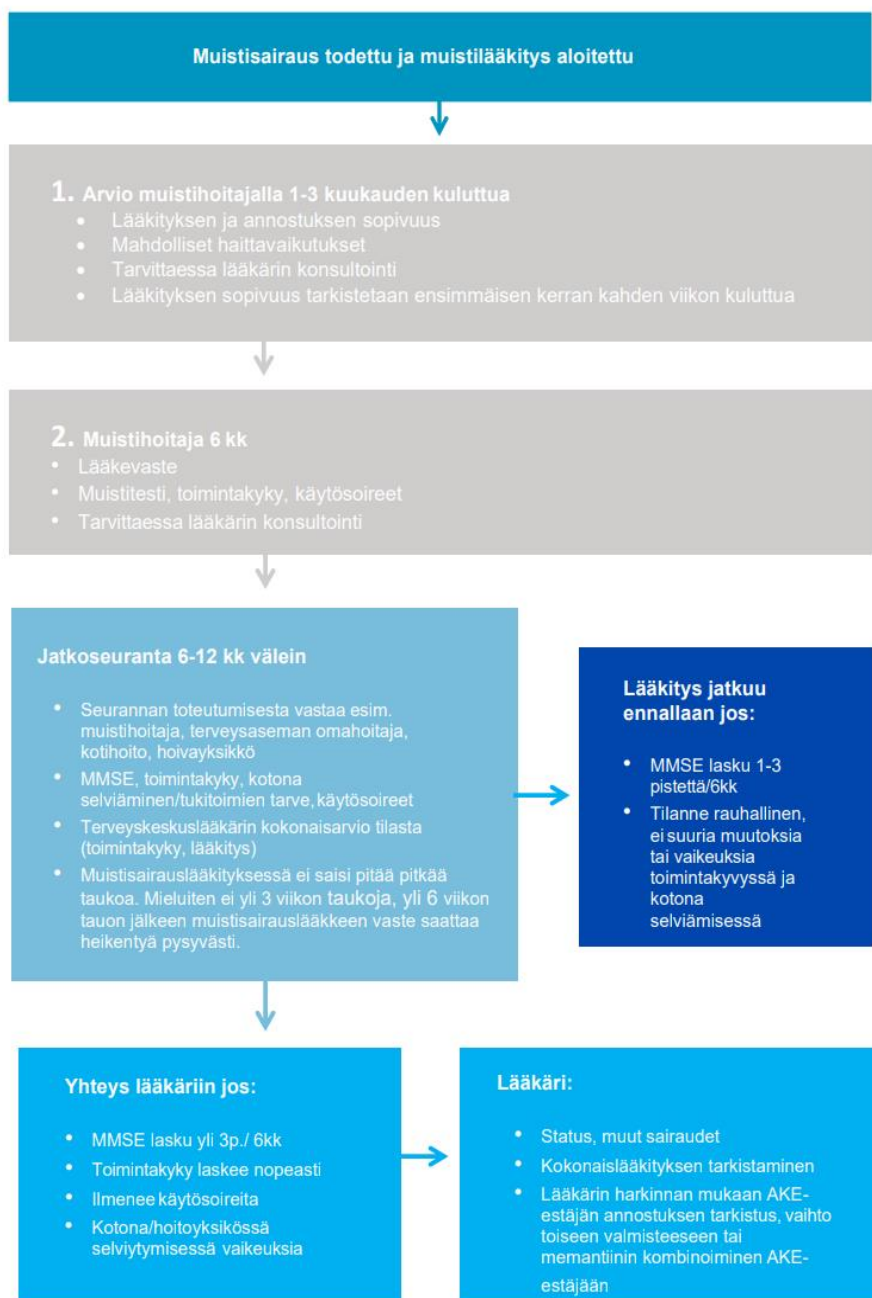 Muistisairaus todettu ja muistilääkitys aloitettu
1. Arvio muistihoitajalla 1-3 kuukauden kuluttua
• Lääkityksen ja annostuksen sopivuus
• Mahdolliset haittavaikutukset
• Tarvittaessa lääkärin konsultointi
• Lääkityksen sopivuus tarkistetaan ensimmäisen kerran kahden viikon kuluttua
2. Muistihoitaja 6 kk
• Lääkevaste
• Muistitesti, toimintakyky, käytösoireet
• Tarvittaessa lääkärin konsultointi
Jatkoseuranta 6-12 kk välein
• Seurannan toteutumisesta vastaa esim.
muistihoitaja, terveysaseman omahoitaja,
kotihoito, hoivayksikkö
• MMSE, toimintakyky, kotona
selviäminen/tukitoimien tarve, käytösoireet
• Terveyskeskuslääkärin kokonaisarvio tilasta
(toimintakyky, lääkitys)
• Muistisairauslääkityksessä ei saisi pitää pitkää
taukoa. Mieluiten ei yli 3 viikon taukoja, yli 6 viikon
tauon jälkeen muistisairauslääkkeen vaste saattaa
heikentyä pysyvästi.
Lääkitys jatkuu
ennallaan jos:
• MMSE lasku 1-3
pistettä/6kk
• Tilanne rauhallinen,
ei suuria muutoksia
tai vaikeuksia
toimintakyvyssä ja
kotona
selviämisessä
Yhteys lääkäriin jos:
• MMSE lasku yli 3p./ 6kk
• Toimintakyky laskee nopeasti
• Ilmenee käytösoireita
• Kotona/hoitoyksikössä
selviytymisessä vaikeuksia
Lääkäri:
• Status, muut sairaudet
• Kokonaislääkityksen tarkistaminen
• Lääkärin harkinnan mukaan AKE-
estäjän annostuksen tarkistus, vaihto
toiseen valmisteeseen tai
memantiinin kombinoiminen AKE-
estäjään